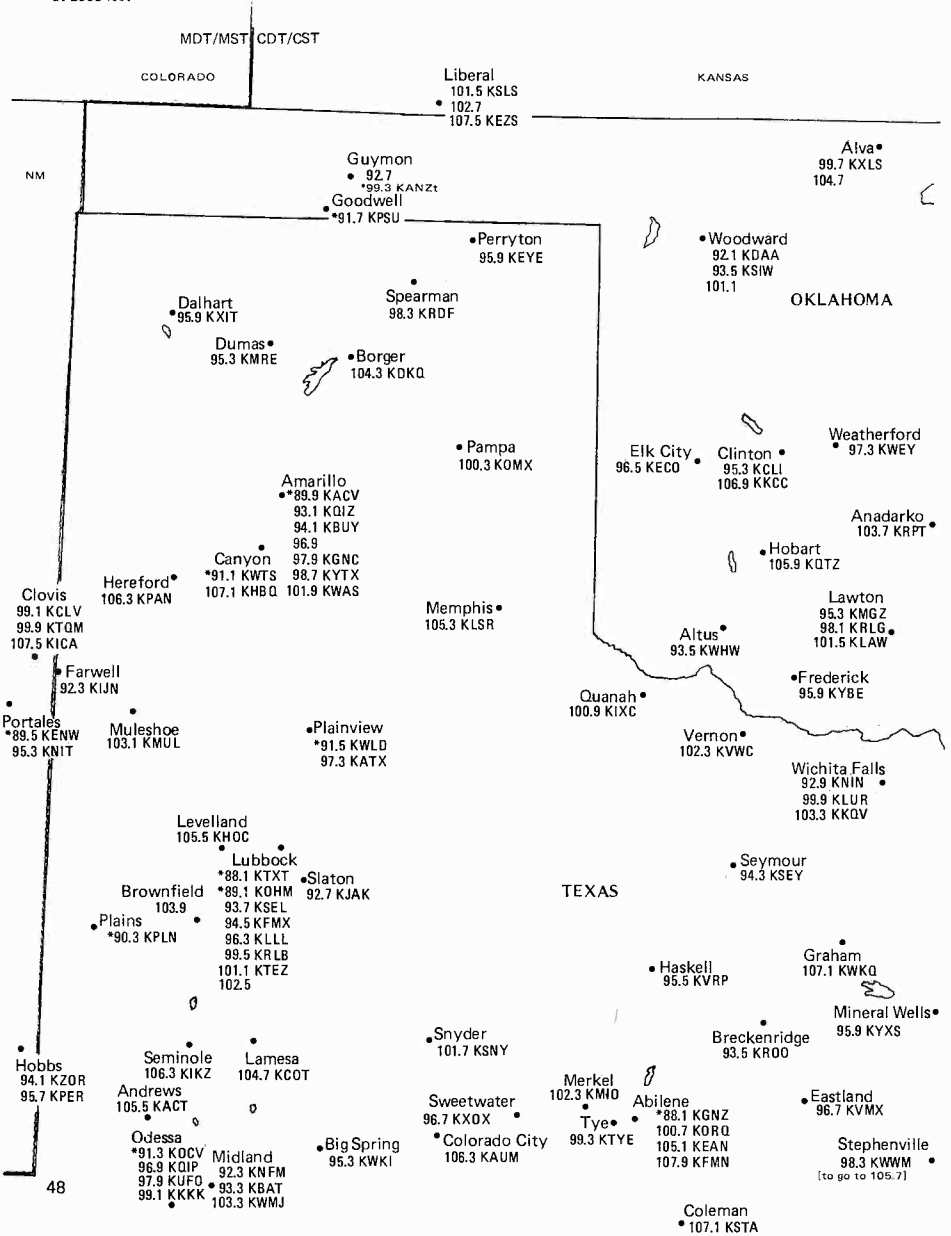 MDT/MST CDT/CST
COLORADO
KANSAS
Liberal
101.5 KSLS
102.7
107.5 KEZS
NM
Guymon
92.7
*99.3 KANZt
Goodwell
*91.7 KPSU
Alva
99.7 KXLS
104.7
Perryton
95.9 KEYE
Woodward
92.1 KDAA
93.5 KSIW
101.1
OKLAHOMA
Spearman
98.3 KRDF
Dalhart
95.9 KXIT
Dumas
95.3 KMRE
Borger
104.3 KDKQ
Pampa
100.3 KOMX
Elk City
96.5 KECO
Clinton
95.3 KCLI
106.9 KKCC
Weatherford
97.3 KWEY
Amarillo
*89.9 KACV
93.1 KQIZ
94.1 KBUY
96.9
97.9 KGNC
98.7 KYTX
101.9 KWAS
Canyon
*91.1 KWTS
107.1 KHBQ
Anadarko
103.7 KRPT
Hobart
105.9 KQTZ
Hereford
106.3 KPAN
Clovis
99.1 KCLV
99.9 KTQM
107.5 KICA
Memphis
105.3 KLSR
Altus
93.5 KWHW
Lawton
95.3 KMGZ
98.1 KRLG
101.5 KLAW
Farwell
92.3 KIJN
Frederick
95.9 KYBE
Quanah
100.9 KIXC
Portales
*89.5 KENW
95.3 KNIT
Muleshoe
103.1 KMUL
Plainview
*91.5 KWLD
97.3 KATX
Vernon
102.3 KVWC
Wichita Falls
92.9 KNIN
99.9 KLUR
103.3 KKQV
Levelland
105.5 KHOC
Lubbock
*88.1 KTXT
*89.1 KOHM
93.7 KSEL
94.5 KFMX
96.3 KLLL
99.5 KRLB
101.1 KTEZ
102.5
Slaton
92.7 KJAK
Seymour
94.3 KSEY
TEXAS
Brownfield
103.9
Plains
*90.3 KPLN
Graham
107.1 KWKQ
Haskell
95.5 KVRP
Mineral Wells
95.9 KYXS
Breckenridge
93.5 KROO
Snyder
101.7 KSNY
Hobbs
94.1 KZOR
95.7 KPER
Seminole
106.3 KIKZ
Lamesa
104.7 KCOT
Andrews
105.5 KACT
Merkel
102.3 KMIO
Sweetwater
96.7 KXOX
Tye
99.3 KTYE
Abilene
*88.1 KGNZ
100.7 KORQ
105.1 KEAN
107.9 KFMN
Eastland
96.7 KVMX
Odessa
*91.3 KOCV
96.9 KQIP
97.9 KUFO
99.1 KKKK
Midland
92.3 KNFM
93.3 KBAT
103.3 KWMJ
Big Spring
95.3 KWKI
Colorado City
106.3 KAUM
Stephenville
98.3 KWWM
[to go to 105.7]
48
Coleman
107.1 KSTA